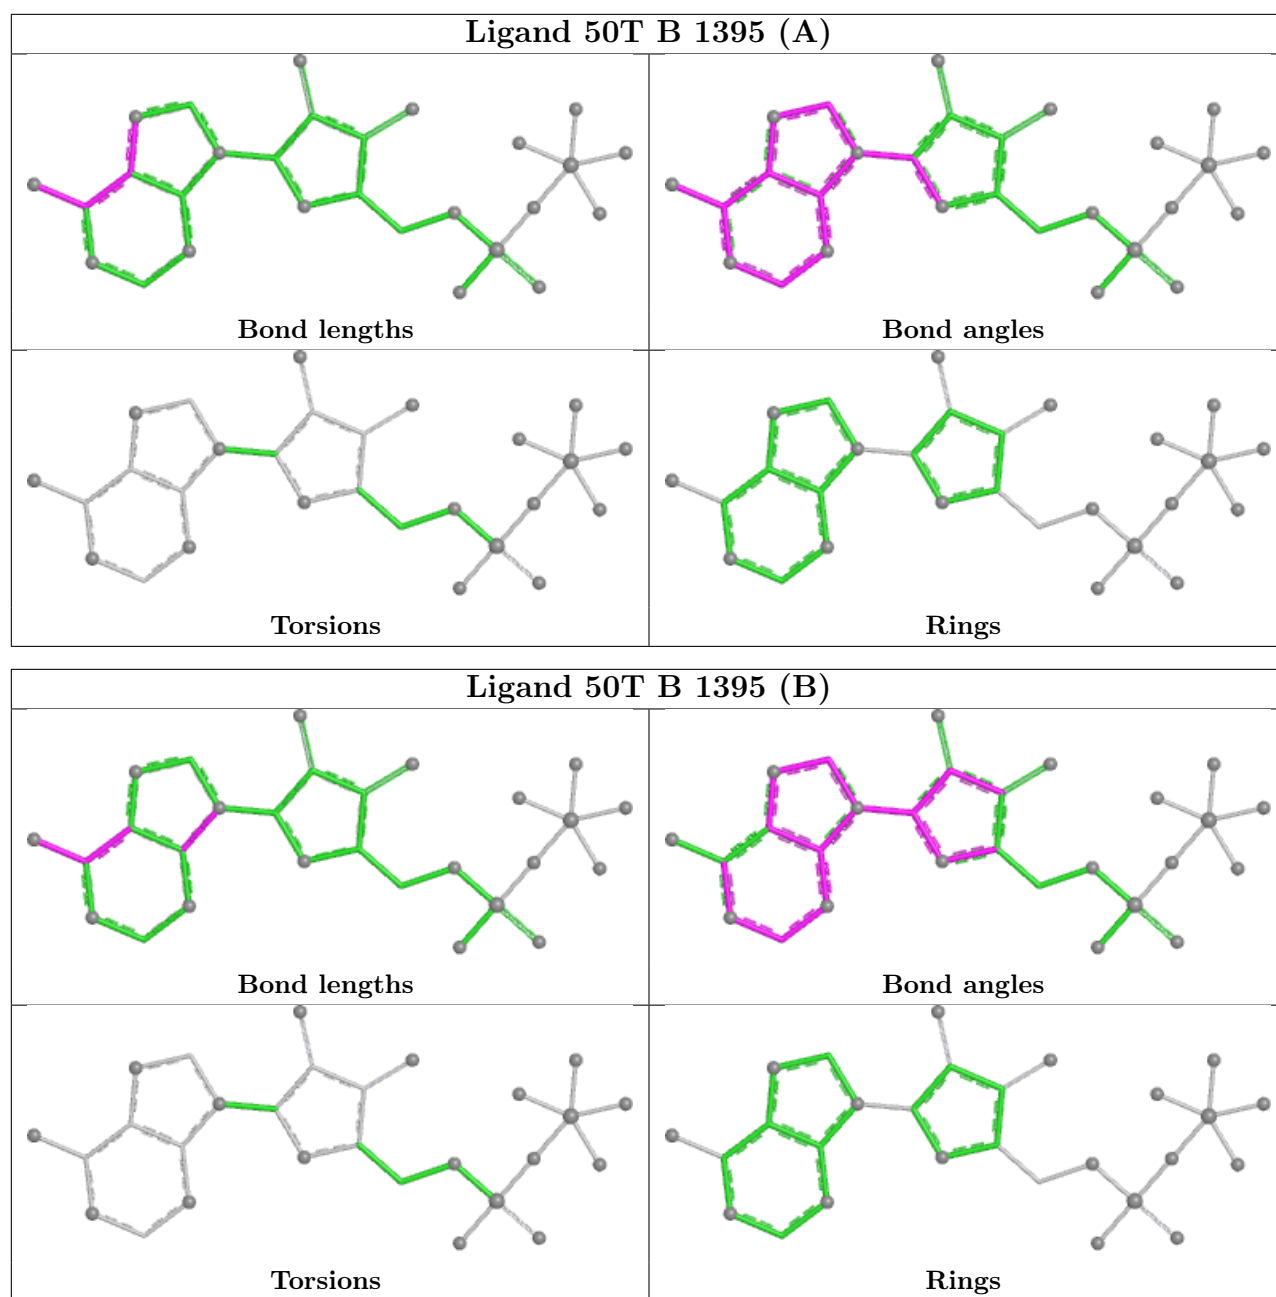 Ligand 50T B 1395 (A)
Bond lengths
Bond angles
Torsions
Rings
Ligand 50T B 1395 (B)
Bond lengths
Bond angles
Torsions
Rings